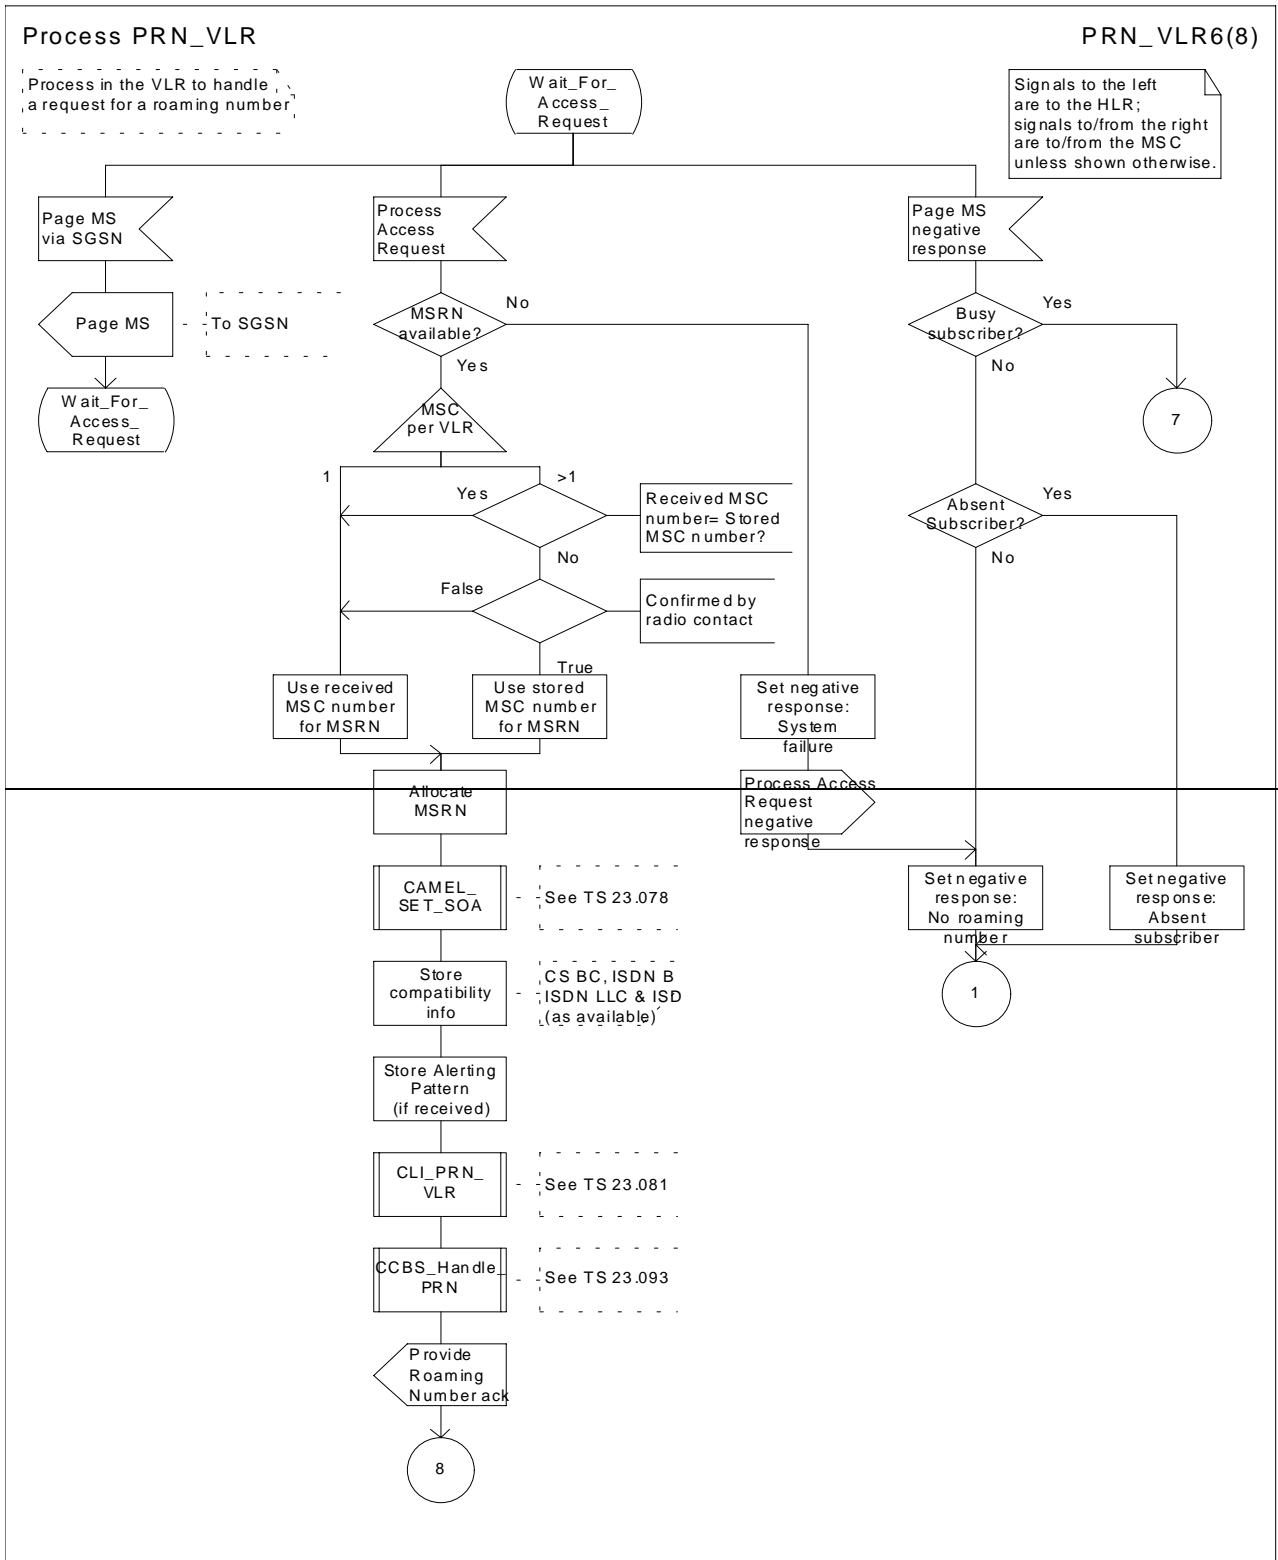 Process PRN_VLR
PRN_VLR6(8)
Process in the VLR to handle
a request for a roaming number
Wait_For_
Access_
Request
Signals to the left
are to the HLR;
signals to/from the right
are to/from the MSC
unless shown otherwise.
Page MS
via SGSN
Process
Access
Request
Page MS
negative
response
Page MS
To SGSN
MSRN
available?
No
Yes
Busy
subscriber?
Yes
No
Wait_For_
Access_
Request
MSC
per VLR
7
1
>1
Yes
Received MSC
number= Stored
MSC number?
No
Absent
Subscriber?
Yes
No
False
Confirmed by
radio contact
True
Use received
MSC number
for MSRN
Use stored
MSC number
for MSRN
Set negative
response:
System
failure
Allocate
MSRN
Process Access
Request
negative
response
CAMEL_
SET_SOA
See TS 23.078
Set negative
response:
No roaming
number
Set negative
response:
Absent
subscriber
Store
compatibility
info
CS BC, ISDN B
ISDN LLC & ISD
(as available)
1
Store Alerting
Pattern
(if received)
CLI_PRN_
VLR
See TS 23.081
CCBS_Handle_
PRN
See TS 23.093
Provide
Roaming
Number ack
8